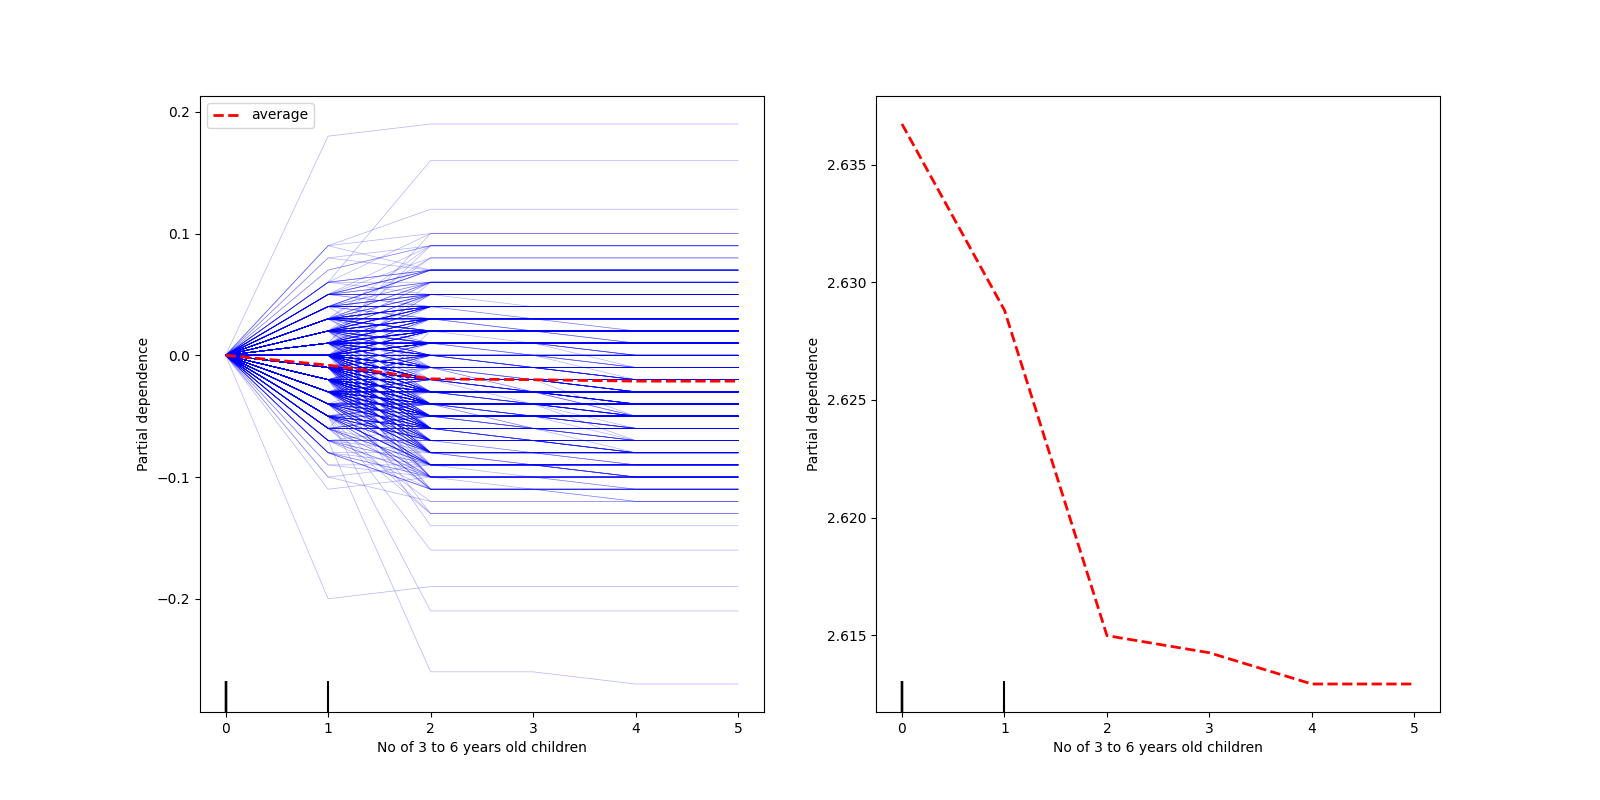 average
0.2
0.1
0.0
−0.1
−0.2
Partial dependence
0 1 2 3 4 5
No of 3 to 6 years old children
2.635
2.630
2.625
2.620
2.615
Partial dependence
0 1 2 3 4 5
No of 3 to 6 years old children